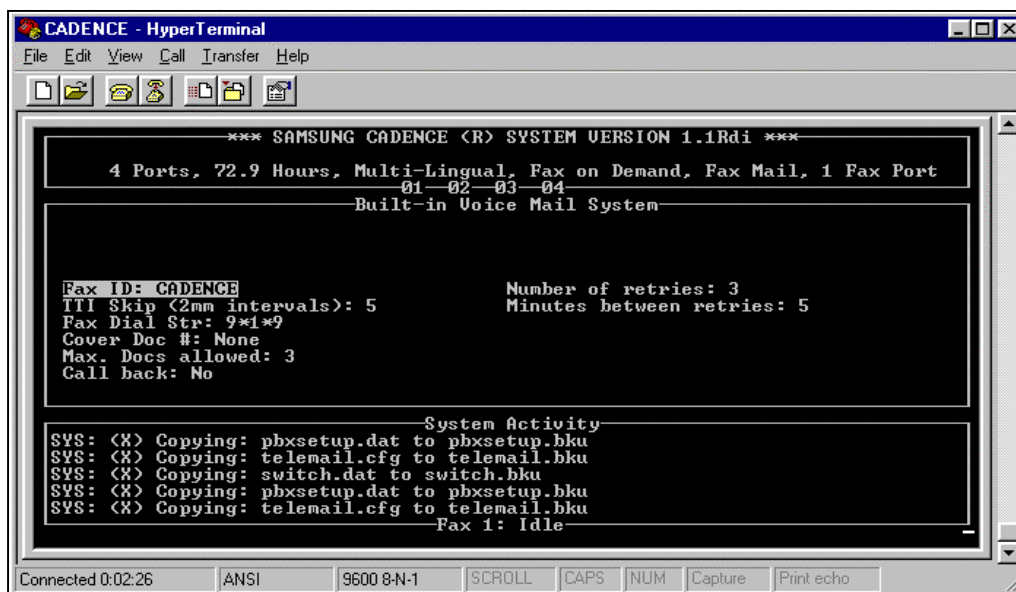 CADENCE - HyperTerminal
File Edit View Call Transfer Help
*** SAMSUNG CADENCE (R) SYSTEM VERSION 1.1Rdi ***
4 Ports, 72.9 Hours, Multi-Lingual, Fax on Demand, Fax Mail, 1 Fax Port
01 02 03 04
Built-in Voice Mail System
Fax ID: CADENCE Number of retries: 3
TTI Skip (2mm intervals): 5 Minutes between retries: 5
Fax Dial Str: 9*1*9
Cover Doc #: None
Max. Docs allowed: 3
Call back: No
System Activity
SYS: (X) Copying: pbxsetup.dat to pbxsetup.bku
SYS: (X) Copying: telemail.cfg to telemail.bku
SYS: (X) Copying: switch.dat to switch.bku
SYS: (X) Copying: pbxsetup.dat to pbxsetup.bku
SYS: (X) Copying: telemail.cfg to telemail.bku
Fax 1: Idle
Connected 0:02:26 ANSI 9600 8-N-1 SCROLL CAPS NUM Capture Print echo